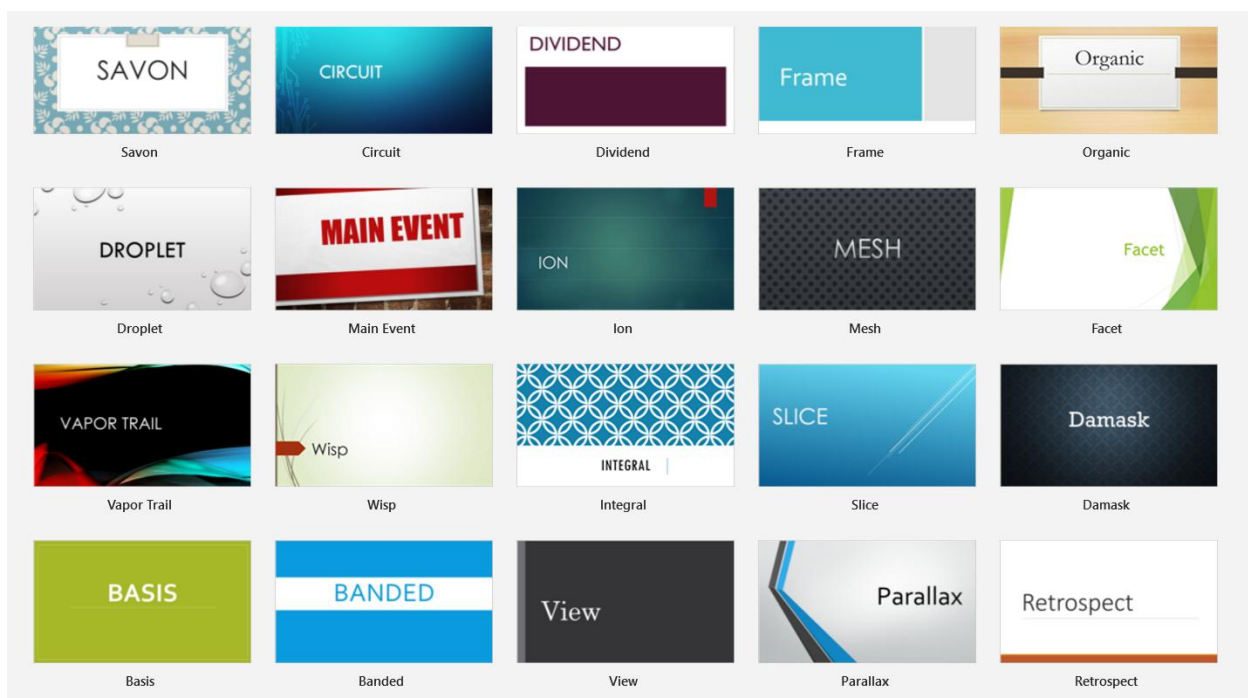 SAVON
CIRCUIT
DIVIDEND
Frame
Organic
Savon
Circuit
Dividend
Frame
Organic
DROPLET
MAIN EVENT
ION
MESH
Facet
Droplet
Main Event
Ion
Mesh
Facet
VAPOR TRAIL
Wisp
INTEGRAL
SLICE
Damask
Vapor Trail
Wisp
Integral
Slice
Damask
BASIS
BANDED
View
Parallax
Retrospect
Basis
Banded
View
Parallax
Retrospect